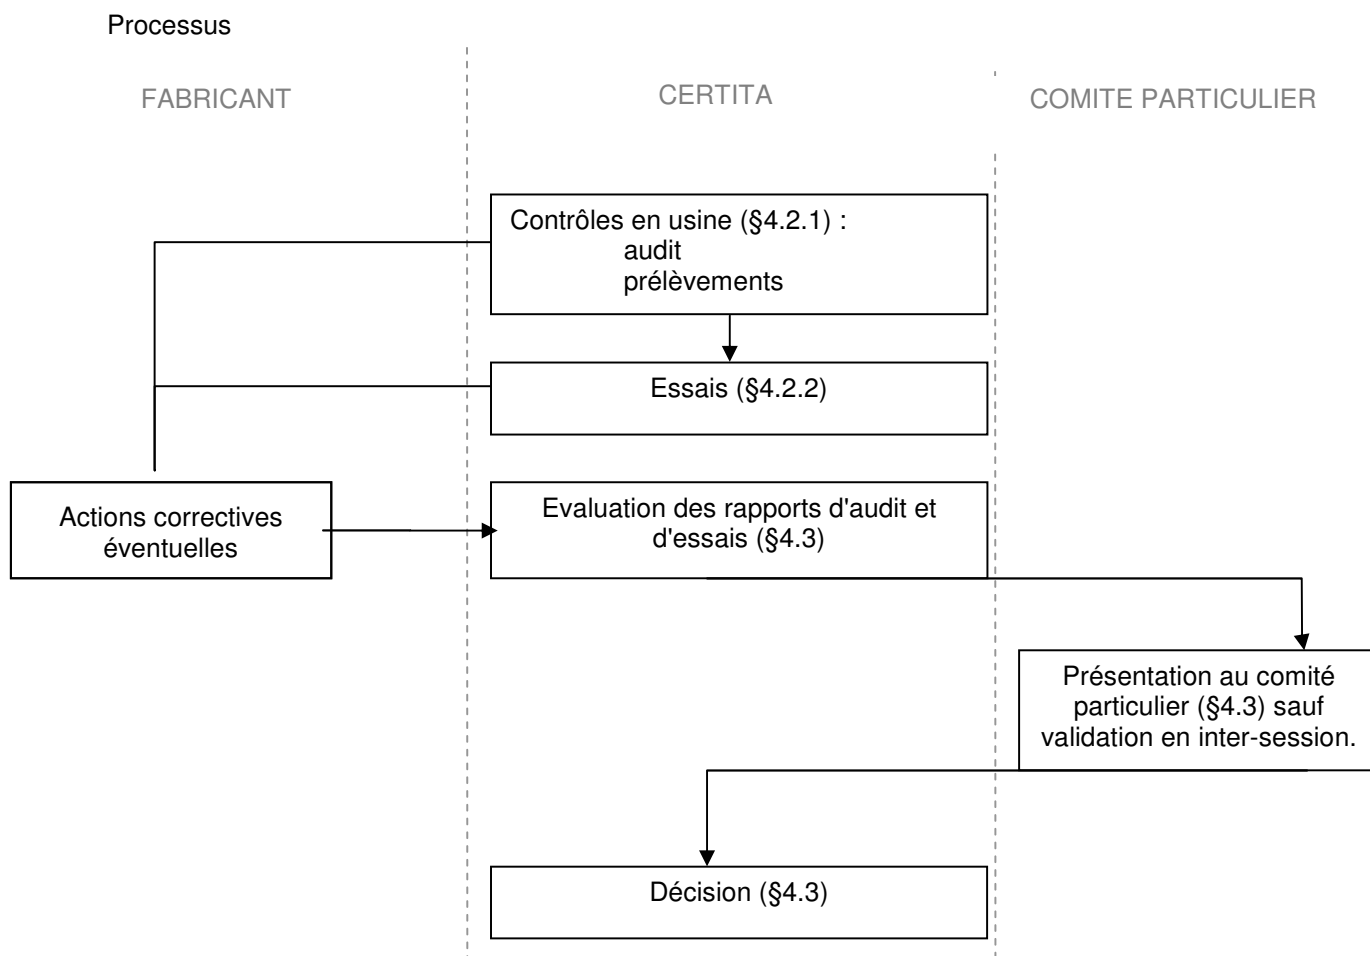 Processus
FABRICANT
CERTITA
COMITE PARTICULIER
Contrôles en usine (§4.2.1) :
audit
prélèvements
Essais (§4.2.2)
Actions correctives
éventuelles
Evaluation des rapports d'audit et
d'essais (§4.3)
Présentation au comité
particulier (§4.3) sauf
validation en inter-session.
Décision (§4.3)